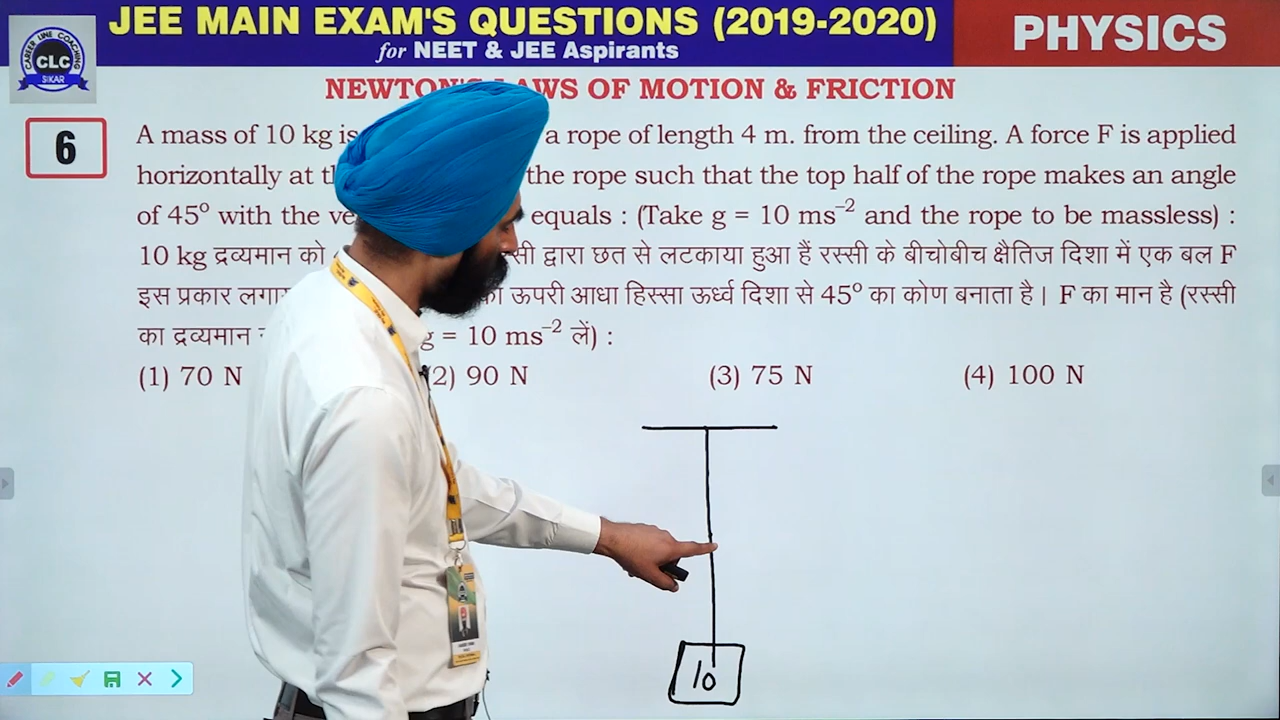 JEE MAIN EXAM'S QUESTIONS (2019-2020)
for NEET & JEE Aspirants
PHYSICS
CAREER LINE COACHING
CLC
SIKAR
NEWTON'S LAWS OF MOTION & FRICTION
6
A mass of 10 kg is a rope of length 4 m. from the ceiling. A force F is applied
horizontally at the rope such that the top half of the rope makes an angle
of 45° with the ve equals : (Take g = 10 ms⁻² and the rope to be massless) :
10 kg द्रव्यमान को द्वारा छत से लटकाया हुआ हैं रस्सी के बीचोबीच क्षैतिज दिशा में एक बल F
इस प्रकार ऊपरी आधा हिस्सा ऊर्ध्व दिशा से 45° का कोण बनाता है। F का मान है (रस्सी
का द्रव्यमान g = 10 ms⁻² लें) :
(1) 70 N (2) 90 N (3) 75 N (4) 100 N
10